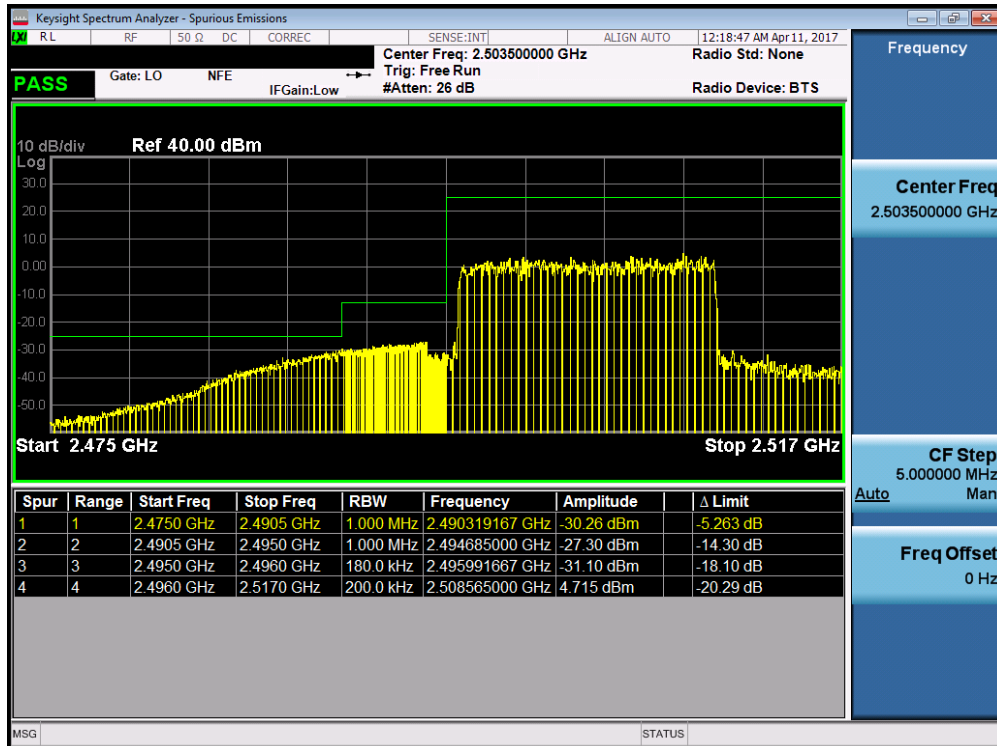 Keysight Spectrum Analyzer - Spurious Emissions
LXI RL RF 50 Ω DC CORREC SENSE:INT ALIGN AUTO 12:18:47 AM Apr 11, 2017
Center Freq: 2.503500000 GHz Radio Std: None
Gate: LO NFE Trig: Free Run
PASS IFGain:Low #Atten: 26 dB Radio Device: BTS
Frequency
10 dB/div Ref 40.00 dBm
Log
30.0
20.0
10.0
0.00
-10.0
-20.0
-30.0
-40.0
-50.0
Start 2.475 GHz Stop 2.517 GHz
Spur Range Start Freq Stop Freq RBW Frequency Amplitude Δ Limit
1 1 2.4750 GHz 2.4905 GHz 1.000 MHz 2.490319167 GHz -30.26 dBm -5.263 dB
2 2 2.4905 GHz 2.4950 GHz 1.000 MHz 2.494685000 GHz -27.30 dBm -14.30 dB
3 3 2.4950 GHz 2.4960 GHz 180.0 kHz 2.495991667 GHz -31.10 dBm -18.10 dB
4 4 2.4960 GHz 2.5170 GHz 200.0 kHz 2.508565000 GHz 4.715 dBm -20.29 dB
Center Freq
2.503500000 GHz
CF Step
5.000000 MHz
Auto Man
Freq Offset
0 Hz
MSG STATUS